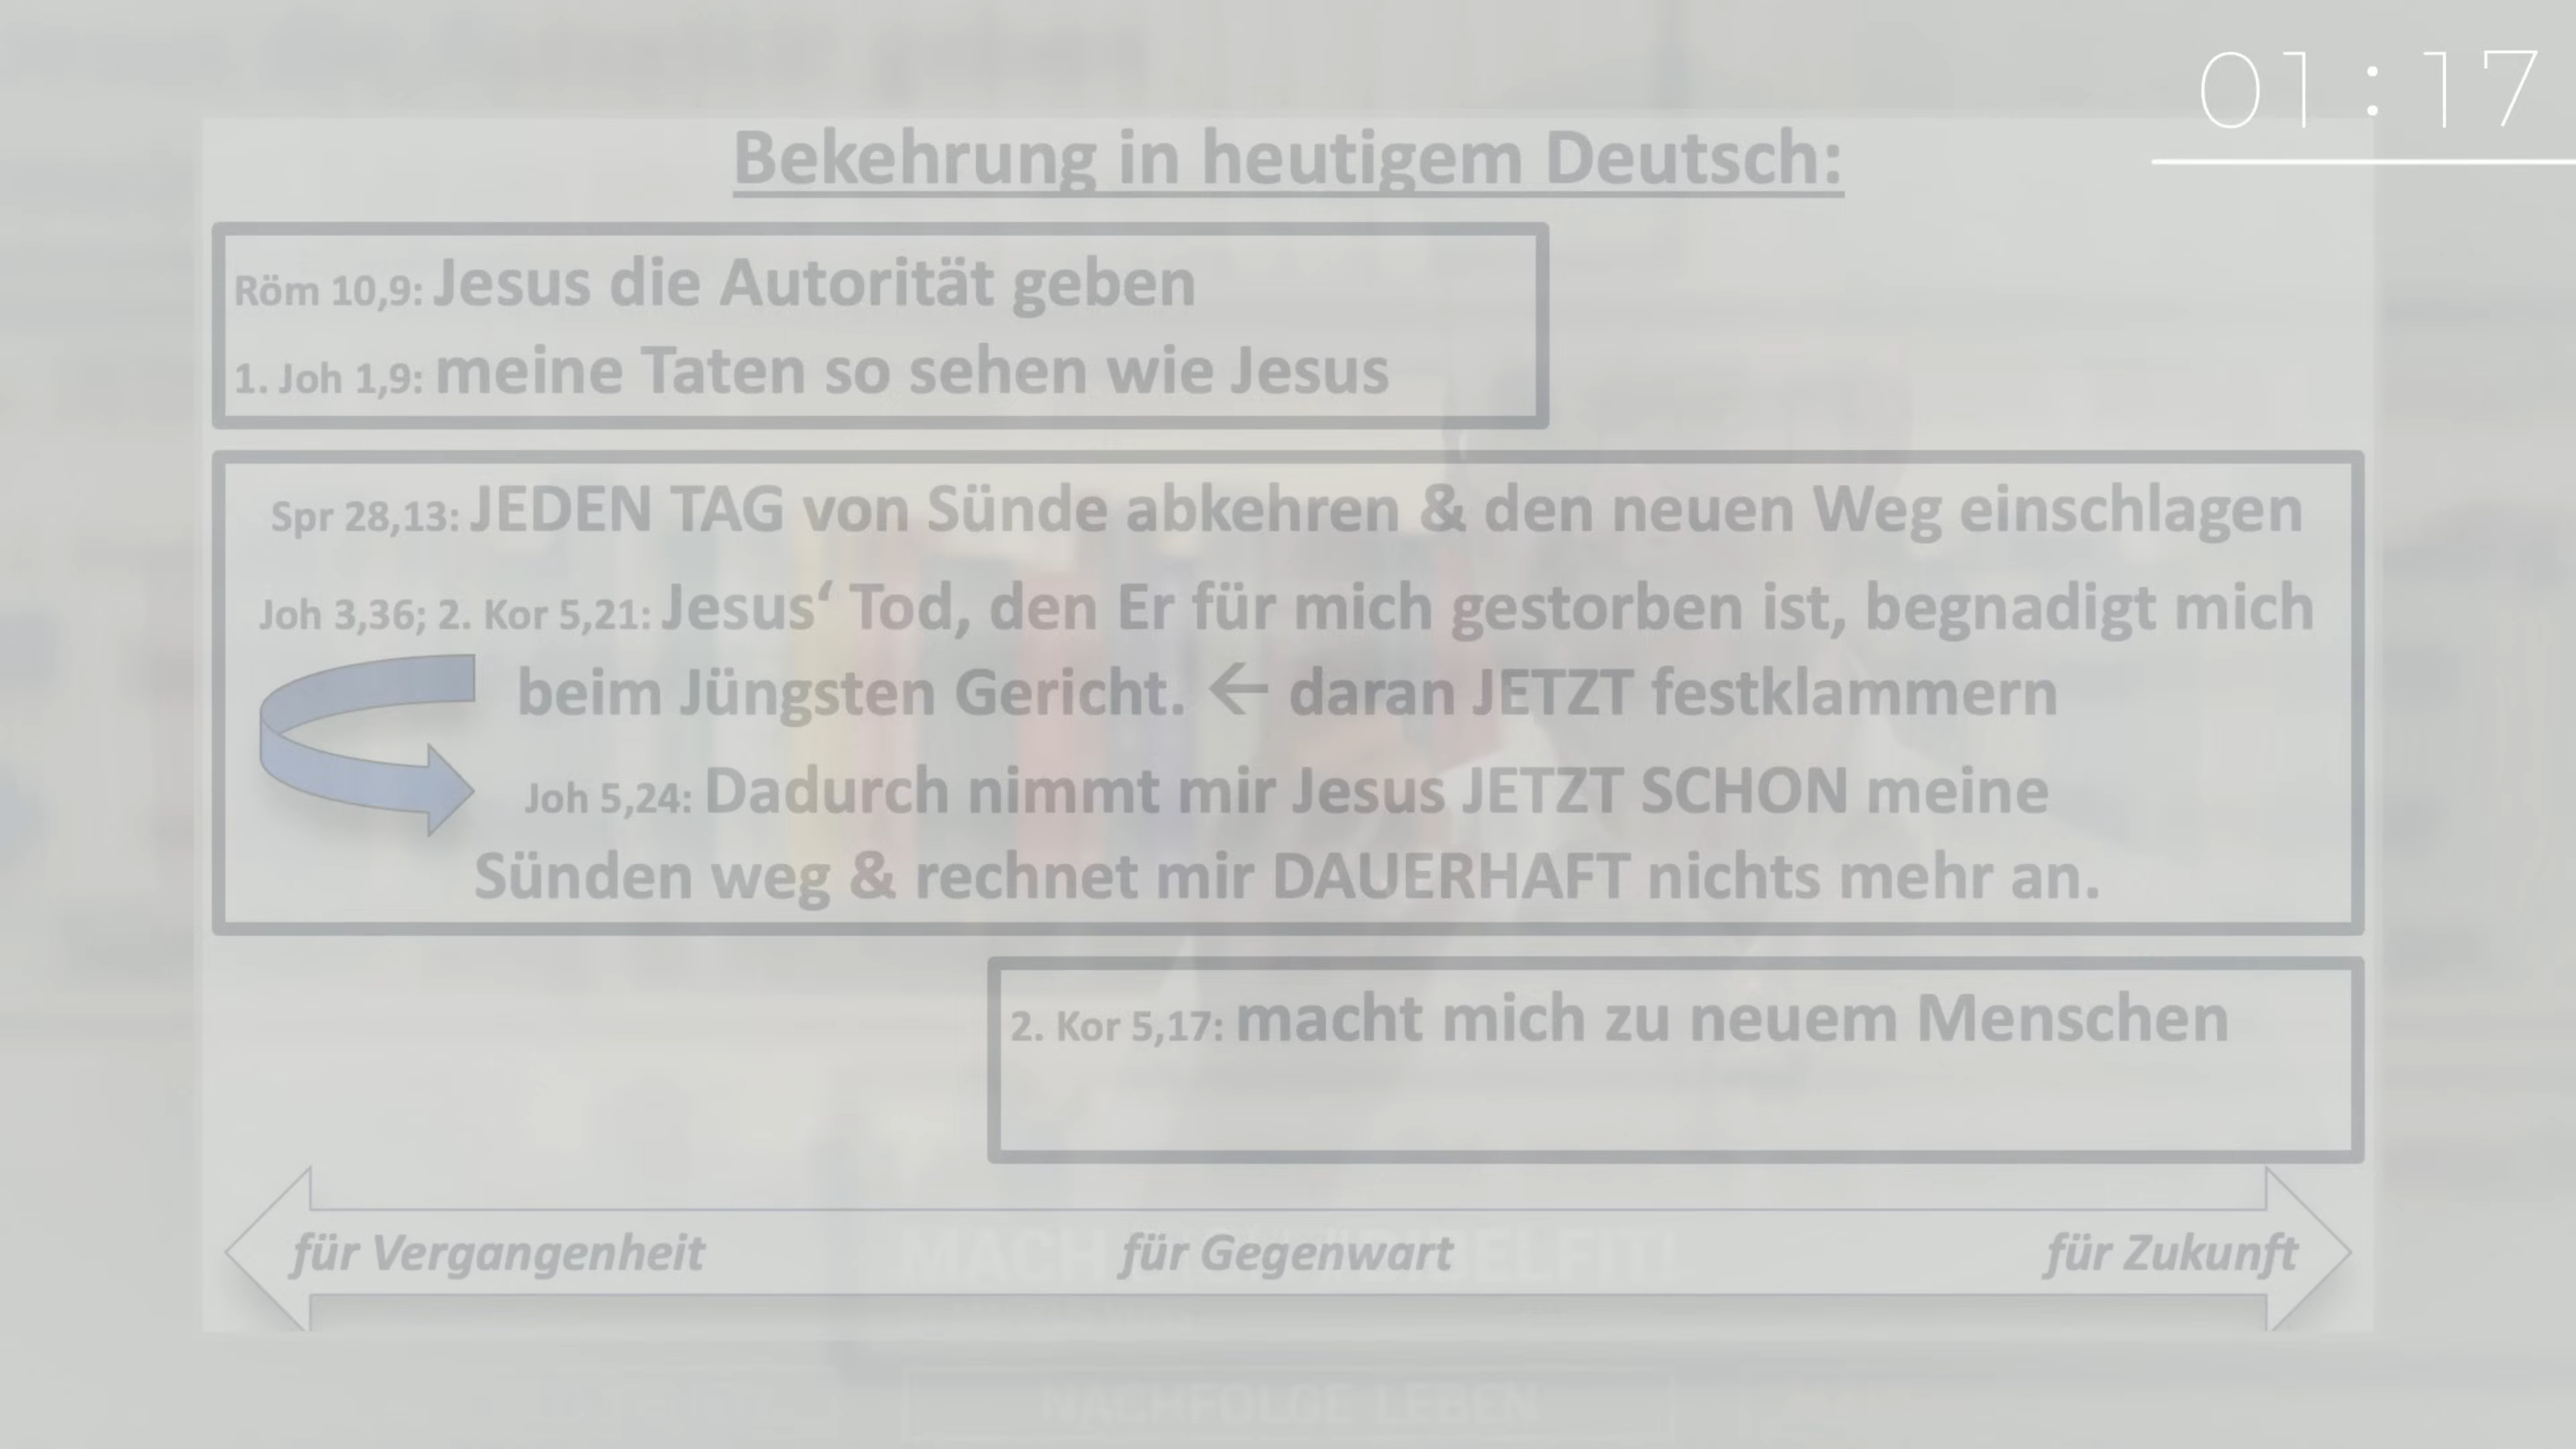 01:17
Bekehrung in heutigem Deutsch:
Röm 10,9: Jesus die Autorität geben
1. Joh 1,9: meine Taten so sehen wie Jesus
Spr 28,13: JEDEN TAG von Sünde abkehren & den neuen Weg einschlagen
Joh 3,36; 2. Kor 5,21: Jesus‘ Tod, den Er für mich gestorben ist, begnadigt mich
beim Jüngsten Gericht. ← daran JETZT festklammern
Joh 5,24: Dadurch nimmt mir Jesus JETZT SCHON meine
Sünden weg & rechnet mir DAUERHAFT nichts mehr an.
2. Kor 5,17: macht mich zu neuem Menschen
für Vergangenheit für Gegenwart für Zukunft
MACH BIBELFIT!
NACHFOLGE LEBEN